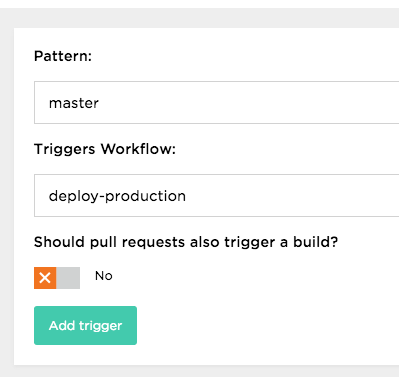 Pattern:
master
Triggers Workflow:
deploy-production
Should pull requests also trigger a build?
No
Add trigger